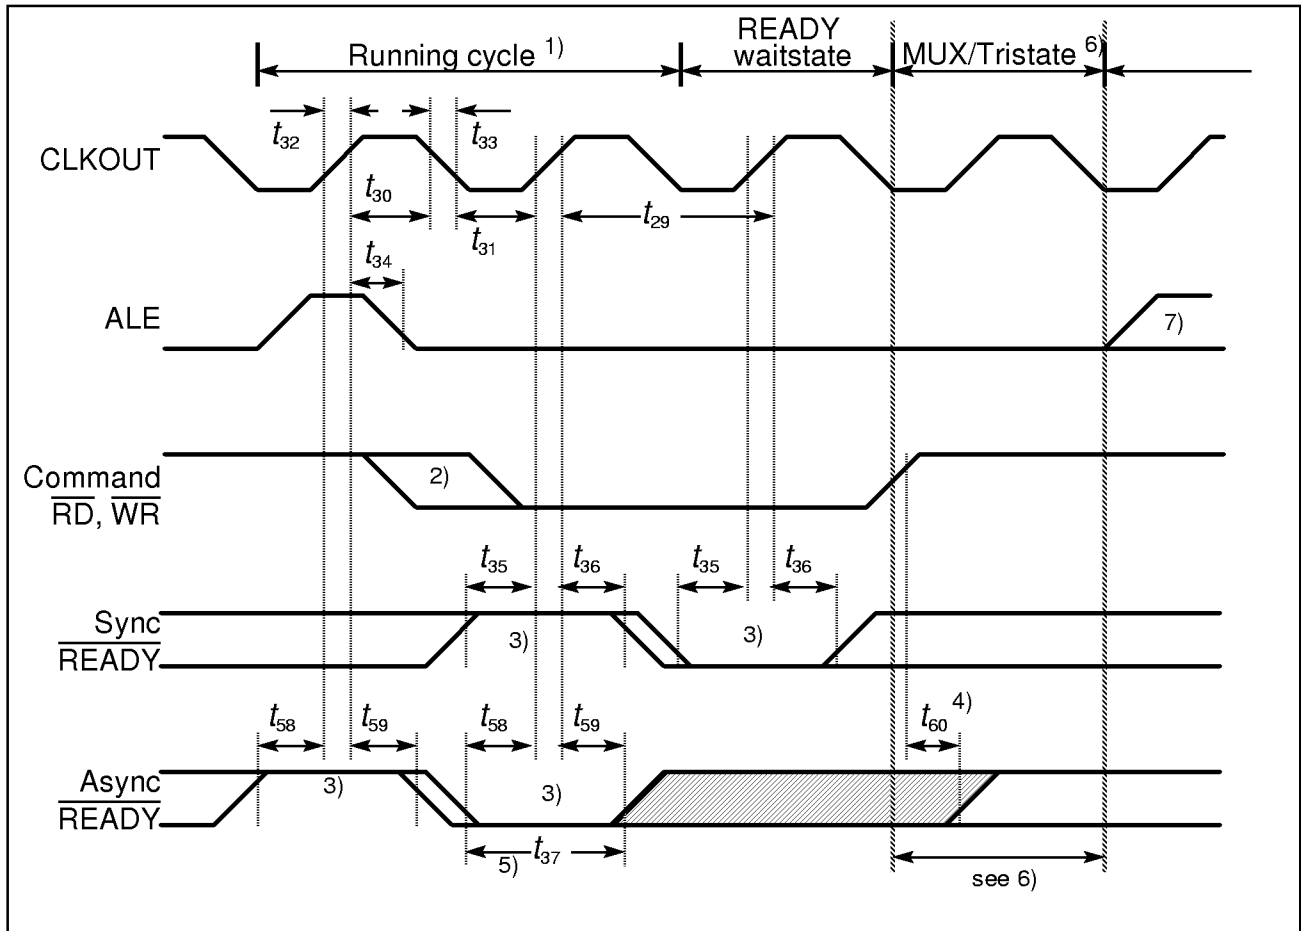 READY
Running cycle 1)
waitstate
MUX/Tristate 6)
t32
t33
CLKOUT
t30
t29
t31
t34
ALE
7)
Command
2)
RD, WR
t35
t36
t35
t36
Sync
3)
3)
READY
t58
t59
t58
t59
t60 4)
Async
3)
3)
READY
5)
t37
see 6)